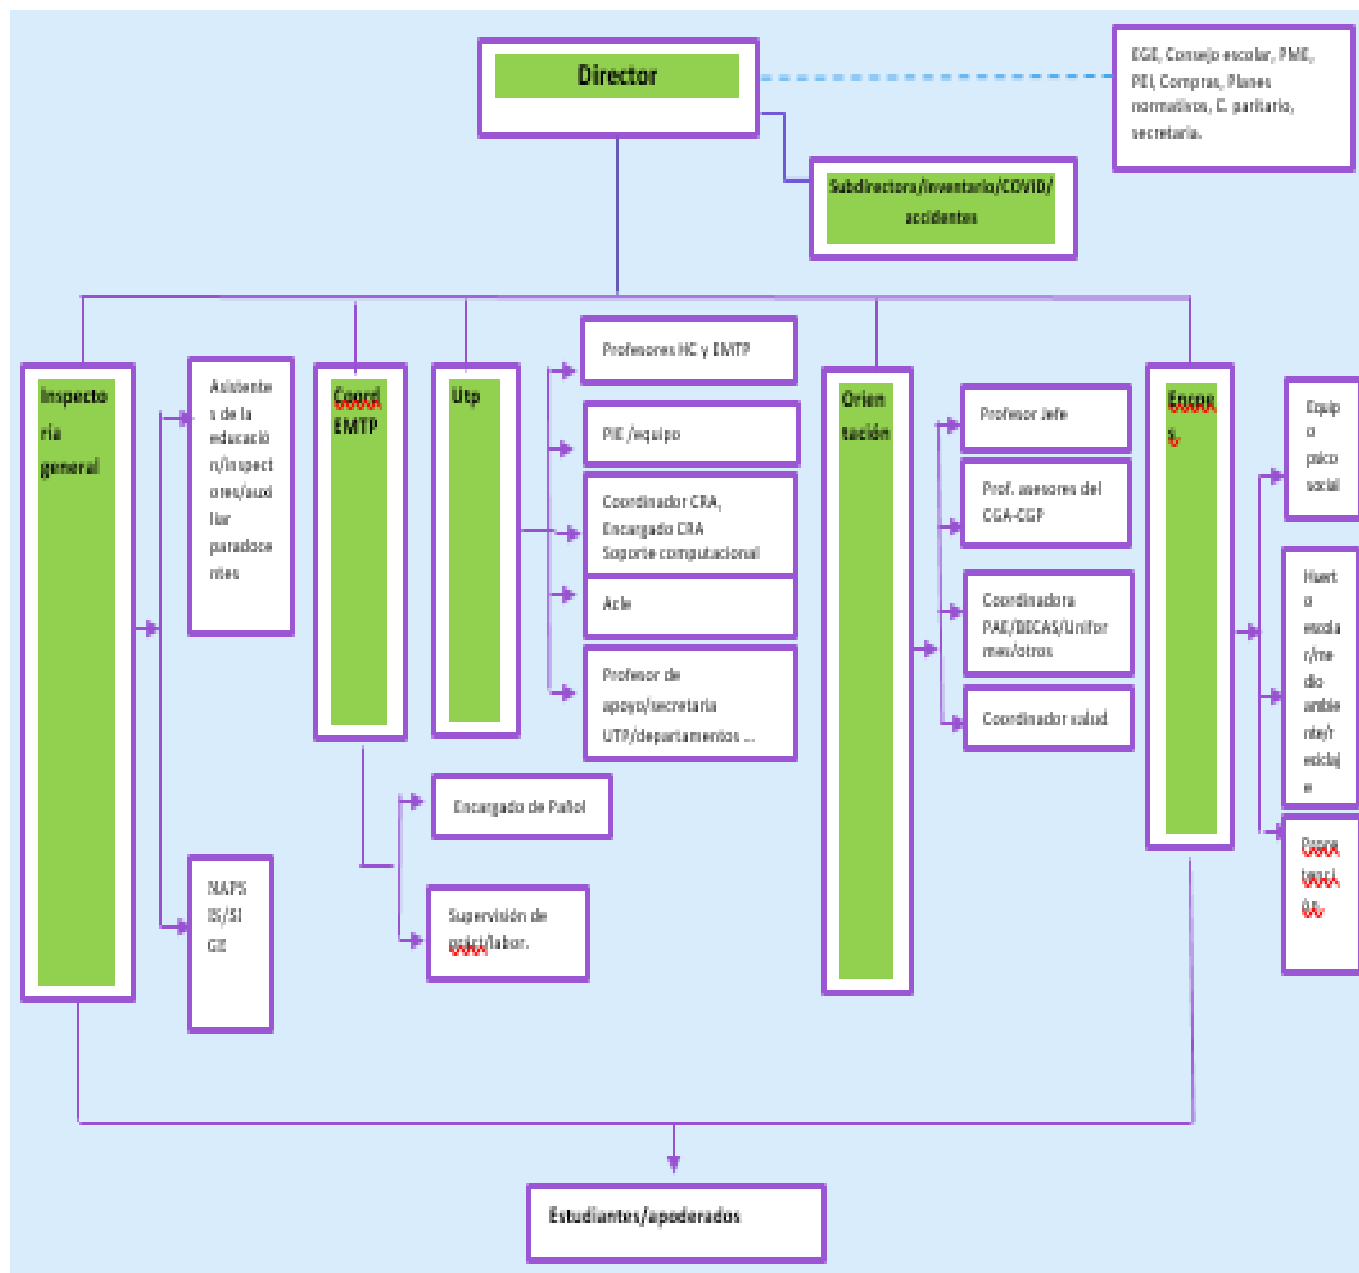 Director
EGE, Consejo escolar, PME,
PEI, Compras, Planes
normativos, C. paritario,
secretaria.
Subdirectora/inventario/COVID/
accidentes
Inspecto
ría
general
Asistente
s de la
educació
n/inspect
ores/auxi
liar
paradoce
ntes
NAPS
IS/SI
GE
Coord
EMTP
Encargado de Pañol
Supervisión de
/labor.
Utp
Profesores HC y EMTP
PIE /equipo
Coordinador CRA,
Encargado CRA
Soporte computacional
Acle
Profesor de
apoyo/secretaria
UTP/departamentos ...
Orien
tación
Profesor Jefe
Prof. asesores del
CGA-CGP
Coordinadora
PAE/BECAS/Unifor
mes/otros
Coordinador salud
Encoe
s.
Equip
o
psico
social
Huert
o
escola
r/me
dio
ambie
nte/r
eciclaj
e
Estudiantes/apoderados